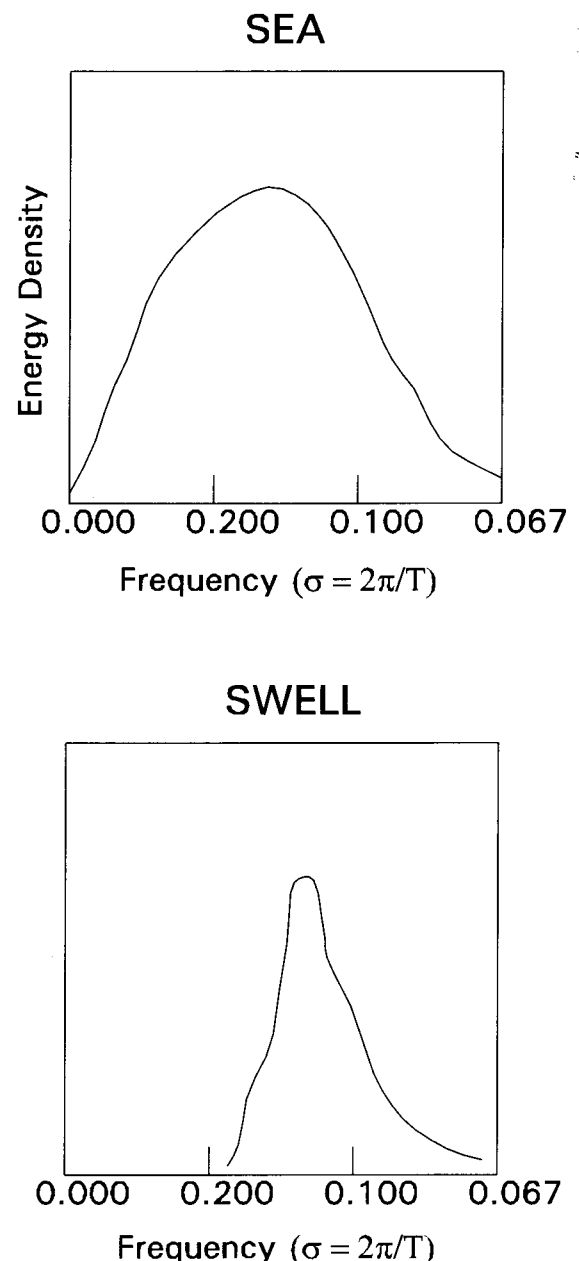 SEA
Energy Density
0.000 0.200 0.100 0.067
Frequency (σ = 2π/T)
SWELL
0.000 0.200 0.100 0.067
Frequency (σ = 2π/T)